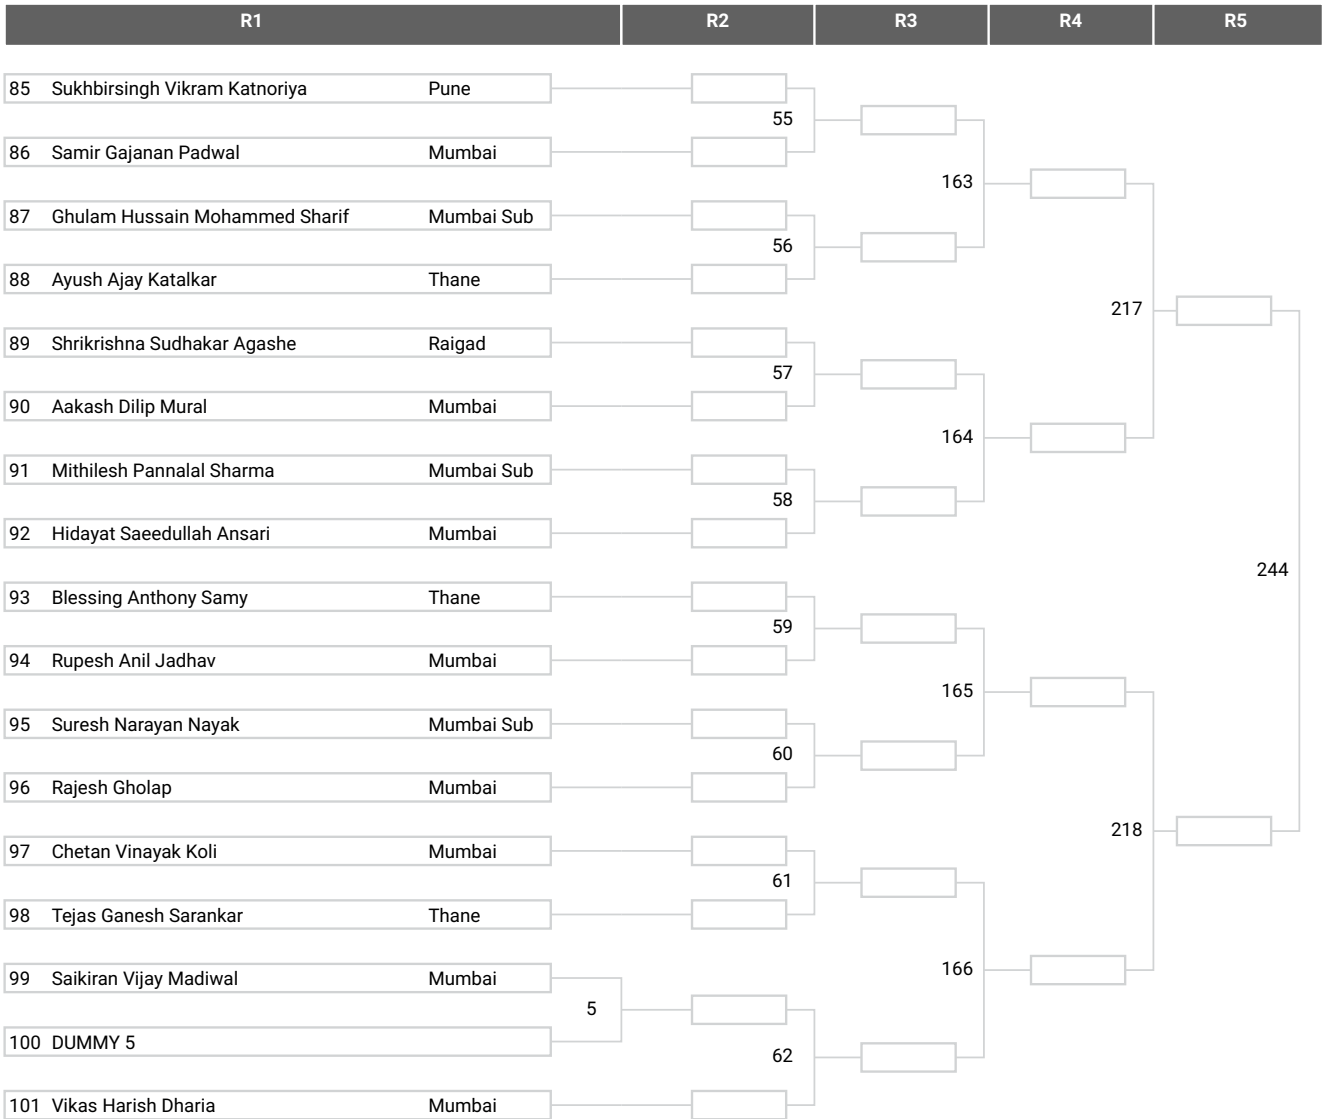 R1 R2 R3 R4 R5
85 Sukhbirsingh Vikram Katnoriya Pune
55
86 Samir Gajanan Padwal Mumbai
163
87 Ghulam Hussain Mohammed Sharif Mumbai Sub
56
88 Ayush Ajay Katalkar Thane
217
89 Shrikrishna Sudhakar Agashe Raigad
57
90 Aakash Dilip Mural Mumbai
164
91 Mithilesh Pannalal Sharma Mumbai Sub
58
92 Hidayat Saeedullah Ansari Mumbai
244
93 Blessing Anthony Samy Thane
59
94 Rupesh Anil Jadhav Mumbai
165
95 Suresh Narayan Nayak Mumbai Sub
60
96 Rajesh Gholap Mumbai
218
97 Chetan Vinayak Koli Mumbai
61
98 Tejas Ganesh Sarankar Thane
166
99 Saikiran Vijay Madiwal Mumbai
5
100 DUMMY 5
62
101 Vikas Harish Dharia Mumbai